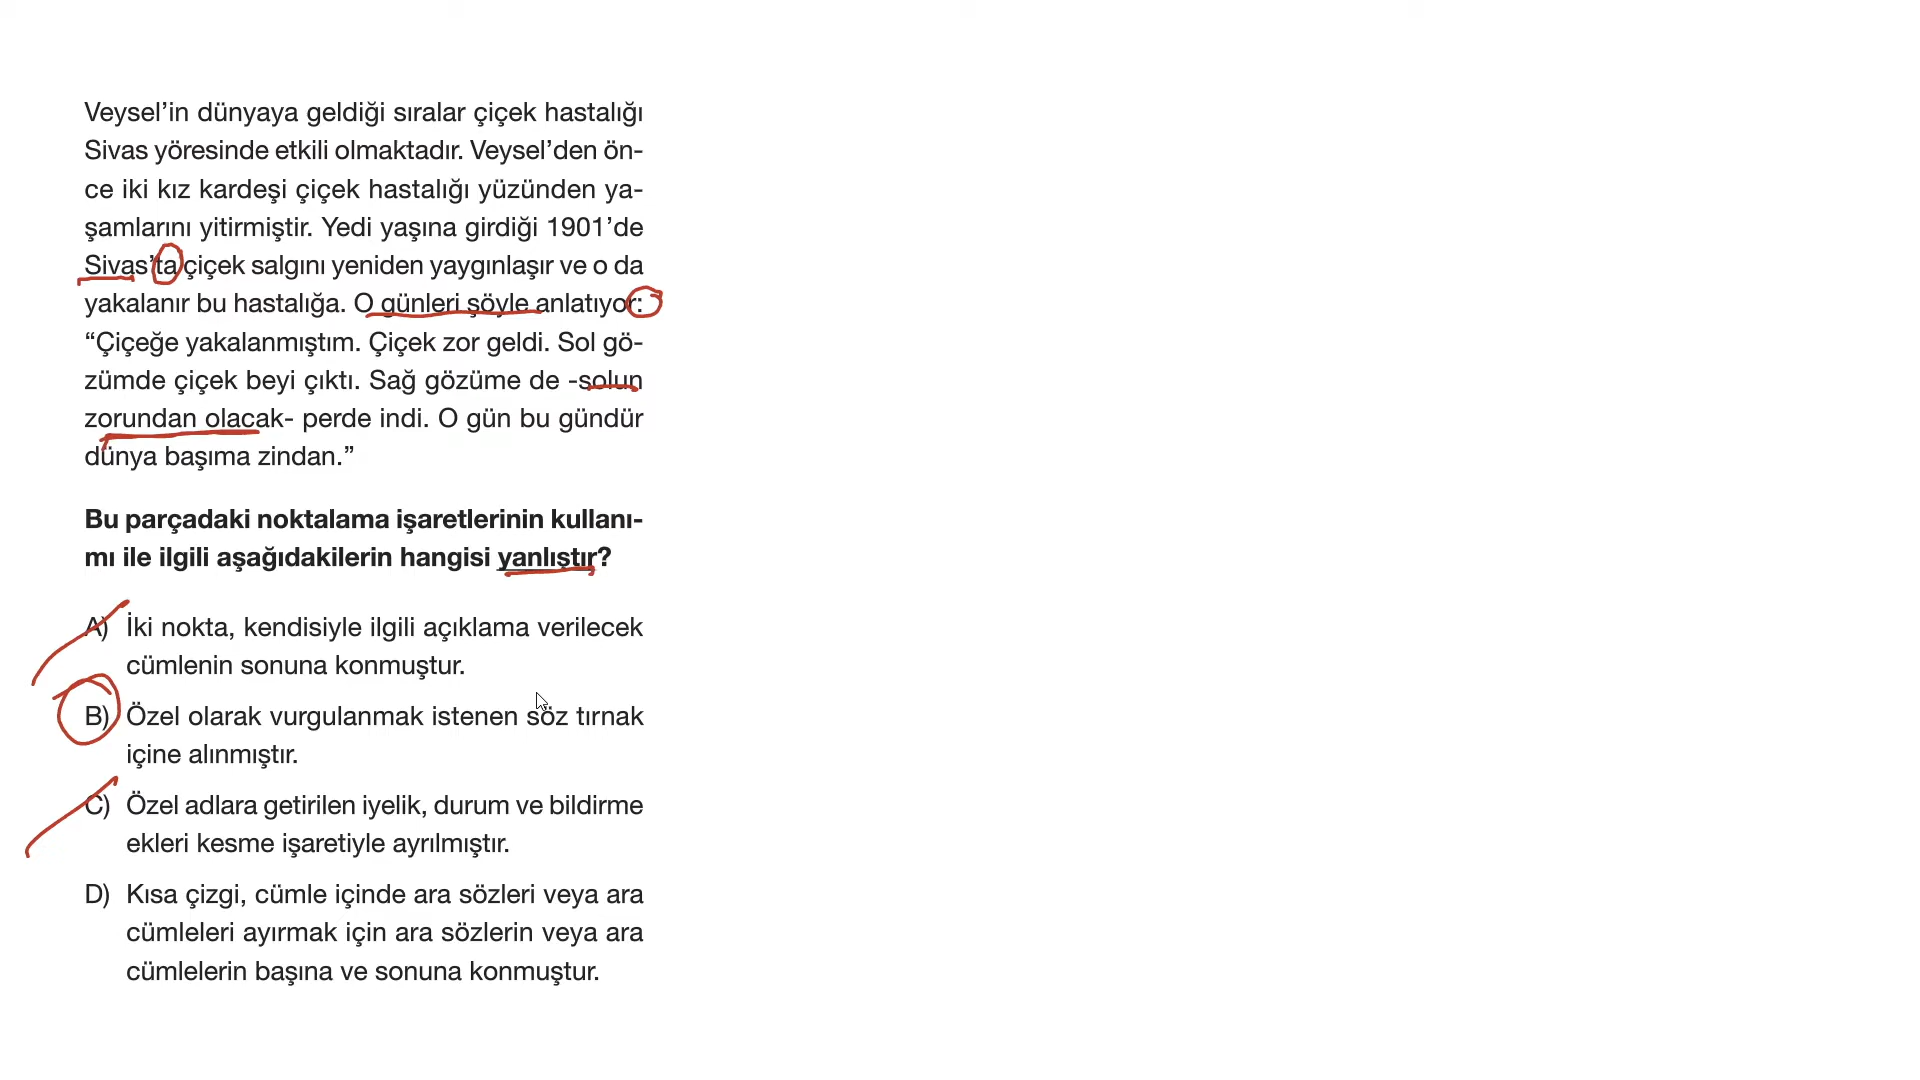 Veysel’in dünyaya geldiği sıralar çiçek hastalığı
Sivas yöresinde etkili olmaktadır. Veysel’den ön-
ce iki kız kardeşi çiçek hastalığı yüzünden ya-
şamlarını yitirmiştir. Yedi yaşına girdiği 1901’de
Sivas’ta çiçek salgını yeniden yaygınlaşır ve o da
yakalanır bu hastalığa. O günleri şöyle anlatıyor:
“Çiçeğe yakalanmıştım. Çiçek zor geldi. Sol gö-
zümde çiçek beyi çıktı. Sağ gözüme de -solun
zorundan olacak- perde indi. O gün bu gündür
dünya başıma zindan.”
Bu parçadaki noktalama işaretlerinin kullanı-
mı ile ilgili aşağıdakilerin hangisi yanlıştır?
A) İki nokta, kendisiyle ilgili açıklama verilecek
cümlenin sonuna konmuştur.
B) Özel olarak vurgulanmak istenen söz tırnak
içine alınmıştır.
C) Özel adlara getirilen iyelik, durum ve bildirme
ekleri kesme işaretiyle ayrılmıştır.
D) Kısa çizgi, cümle içinde ara sözleri veya ara
cümleleri ayırmak için ara sözlerin veya ara
cümlelerin başına ve sonuna konmuştur.